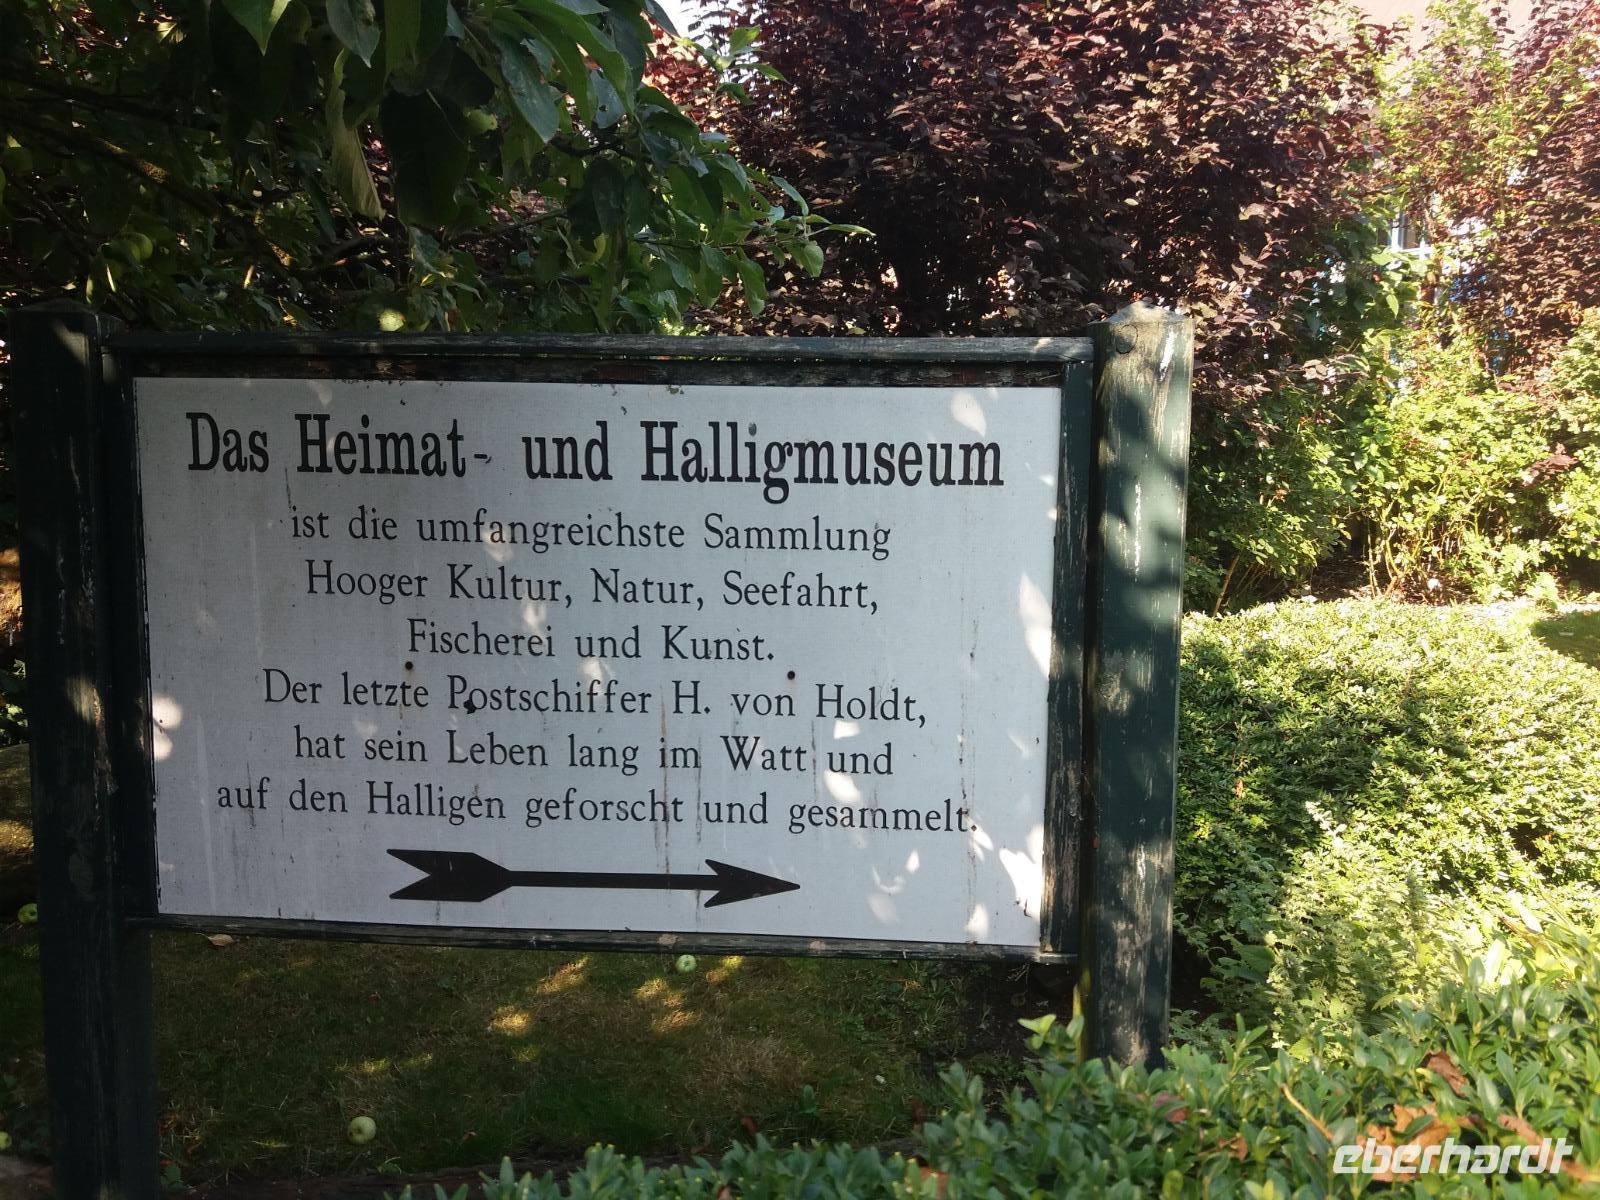 Das Heimat- und Halligmuseum
ist die umfangreichste Sammlung
Hooger Kultur, Natur, Seefahrt,
Fischerei und Kunst.
Der letzte Postschiffer H. von Holdt,
hat sein Leben lang im Watt und
auf den Halligen geforscht und gesammelt.
eberhardt